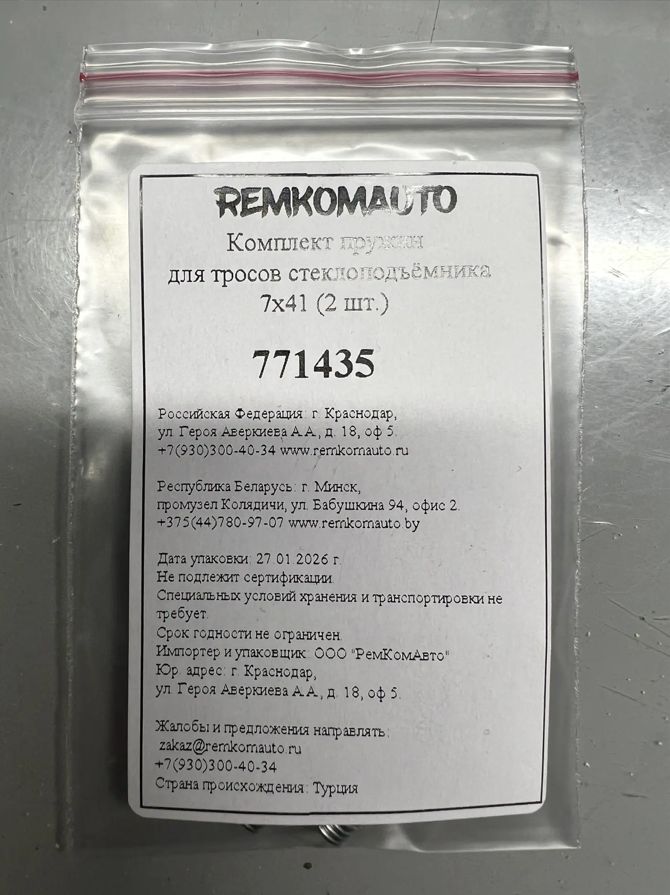 REMKOMAUTO
Комплект пружин
для тросов стеклоподъёмника
7x41 (2 шт.)
771435
Российская Федерация: г. Краснодар,
ул. Героя Аверкиева А.А., д. 18, оф 5.
+7(930)300-40-34 www.remkomauto.ru
Республика Беларусь: г. Минск,
промузел Колядичи, ул. Бабушкина 94, офис 2.
+375(44)780-97-07 www.remkomauto.by
Дата упаковки: 27.01.2026 г.
Не подлежит сертификации.
Специальных условий хранения и транспортировки не
требует.
Срок годности не ограничен.
Импортер и упаковщик: ООО "РемКомАвто"
Юр. адрес: г. Краснодар,
ул. Героя Аверкиева А.А., д. 18, оф 5.
Жалобы и предложения направлять:
zakaz@remkomauto.ru
+7(930)300-40-34
Страна происхождения: Турция